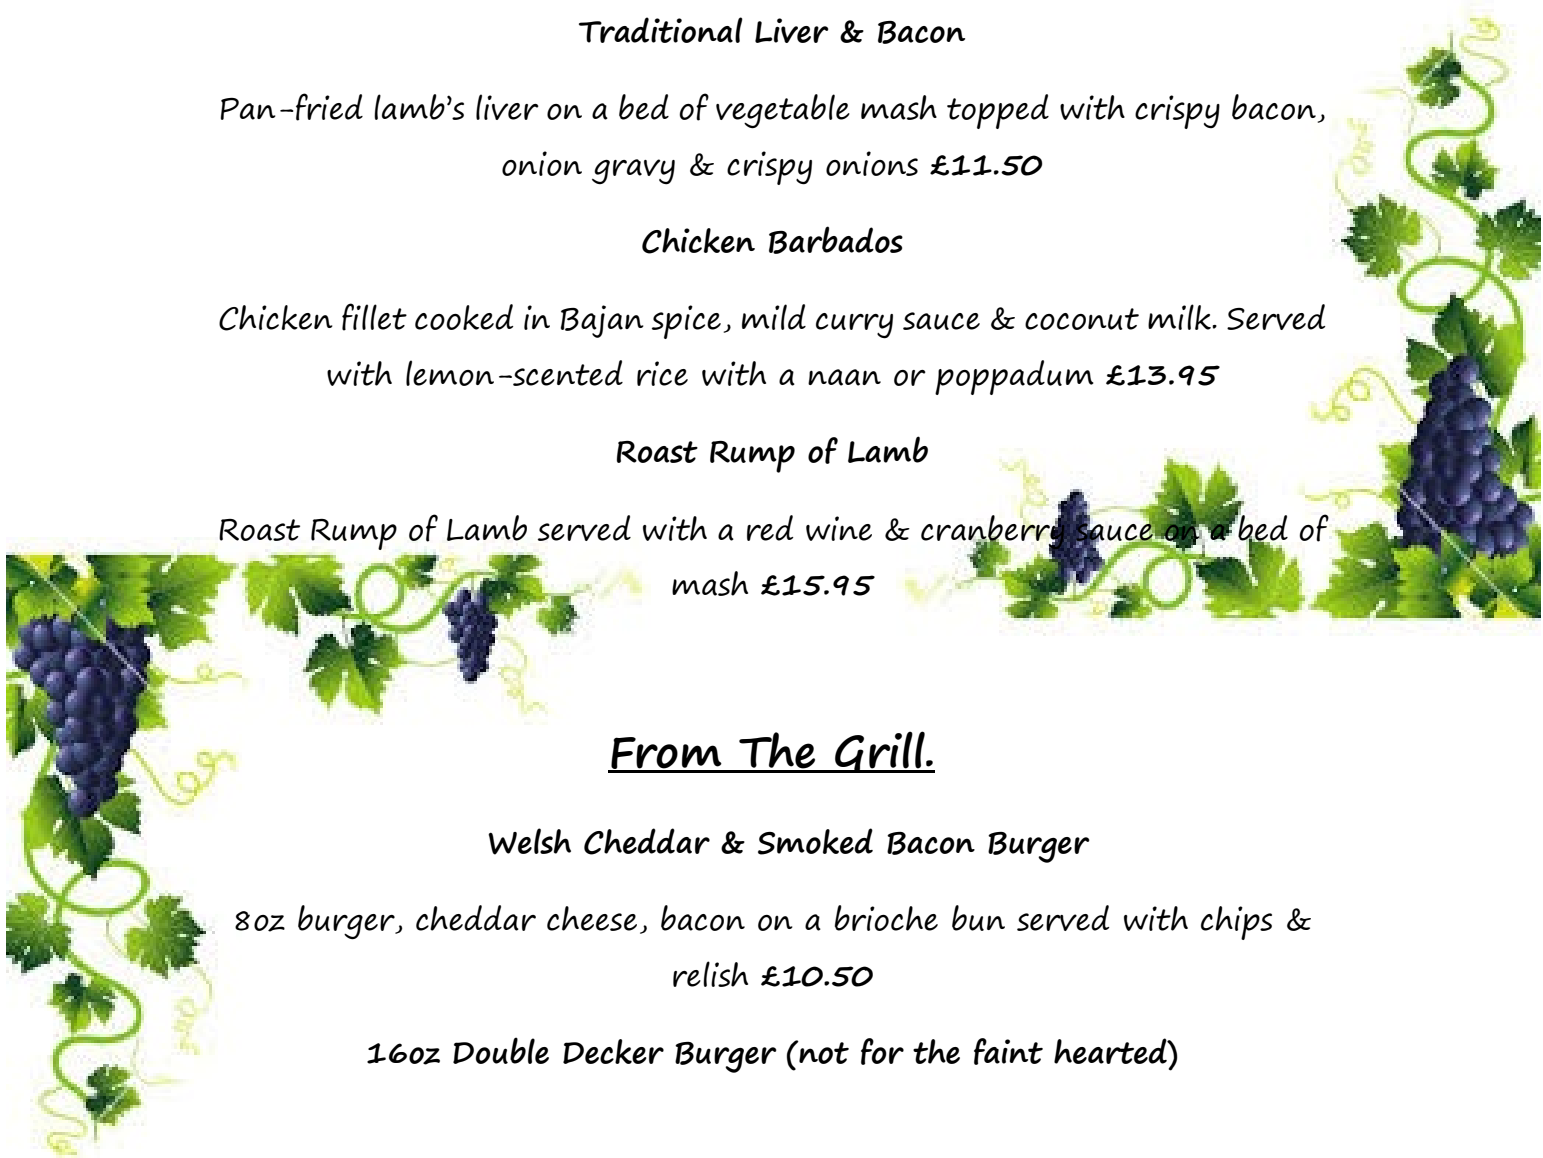 Traditional Liver & Bacon
Pan-fried lamb's liver on a bed of vegetable mash topped with crispy bacon,
onion gravy & crispy onions £11.50
Chicken Barbados
Chicken fillet cooked in Bajan spice, mild curry sauce & coconut milk. Served
with lemon-scented rice with a naan or poppadum £13.95
Roast Rump of Lamb
Roast Rump of Lamb served with a red wine & cranberry sauce on a bed of
mash £15.95
From The Grill.
Welsh Cheddar & Smoked Bacon Burger
8oz burger, cheddar cheese, bacon on a brioche bun served with chips &
relish £10.50
16oz Double Decker Burger (not for the faint hearted)